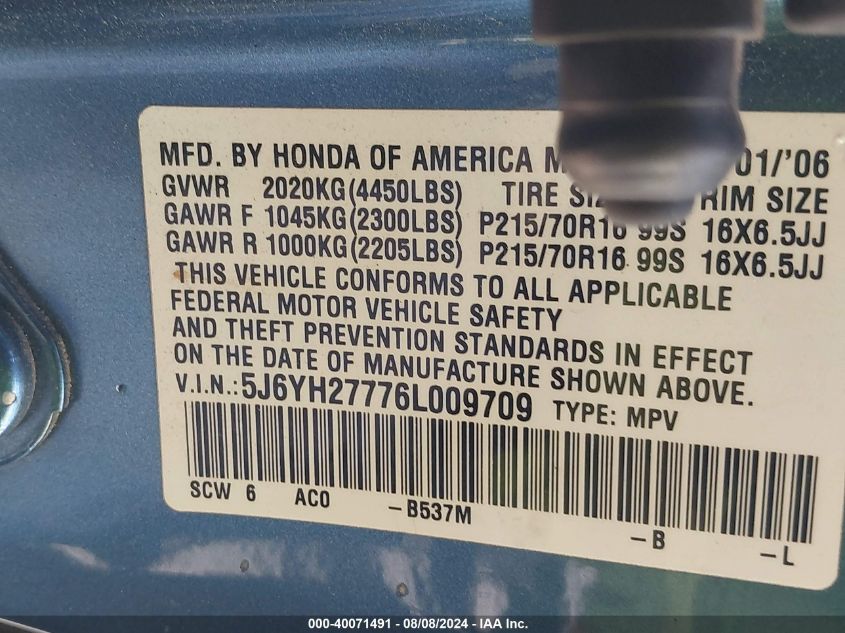 MFD. BY HONDA OF AMERICA 01/'06
GVWR 2020KG(4450LBS) TIRE RIM SIZE
GAWR F 1045KG(2300LBS) P215/70R16 99S 16X6.5JJ
GAWR R 1000KG(2205LBS) P215/70R16 99S 16X6.5JJ
THIS VEHICLE CONFORMS TO ALL APPLICABLE
FEDERAL MOTOR VEHICLE SAFETY
AND THEFT PREVENTION STANDARDS IN EFFECT
ON THE DATE OF MANUFACTURE SHOWN ABOVE.
V.I.N.: 5J6YH27776L009709 TYPE: MPV
SCW 6 AC0 -B537M -B -L
000-40071491 | 08/08/2024 | IAA Inc.